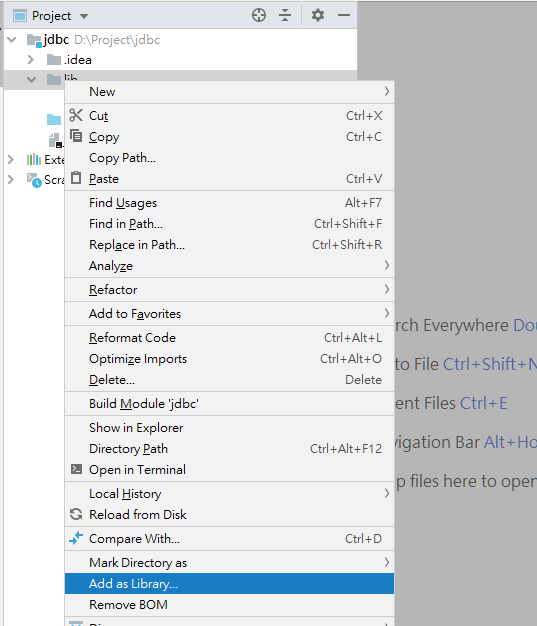 Project
jdbc D:\Project\jdbc
.idea
lib
New
Cut Ctrl+X
Copy Ctrl+C
Copy Path...
Paste Ctrl+V
Find Usages Alt+F7
Find in Path... Ctrl+Shift+F
Replace in Path... Ctrl+Shift+R
Analyze
Refactor
Add to Favorites
Reformat Code Ctrl+Alt+L
Optimize Imports Ctrl+Alt+O
Delete... Delete
Build Module 'jdbc'
Show in Explorer
Directory Path Ctrl+Alt+F12
Open in Terminal
Local History
Reload from Disk
Compare With... Ctrl+D
Mark Directory as
Add as Library...
Remove BOM
Exte
Scra
rch Everywhere Dou
to File Ctrl+Shift+N
ent Files Ctrl+E
vigation Bar Alt+Ho
p files here to open